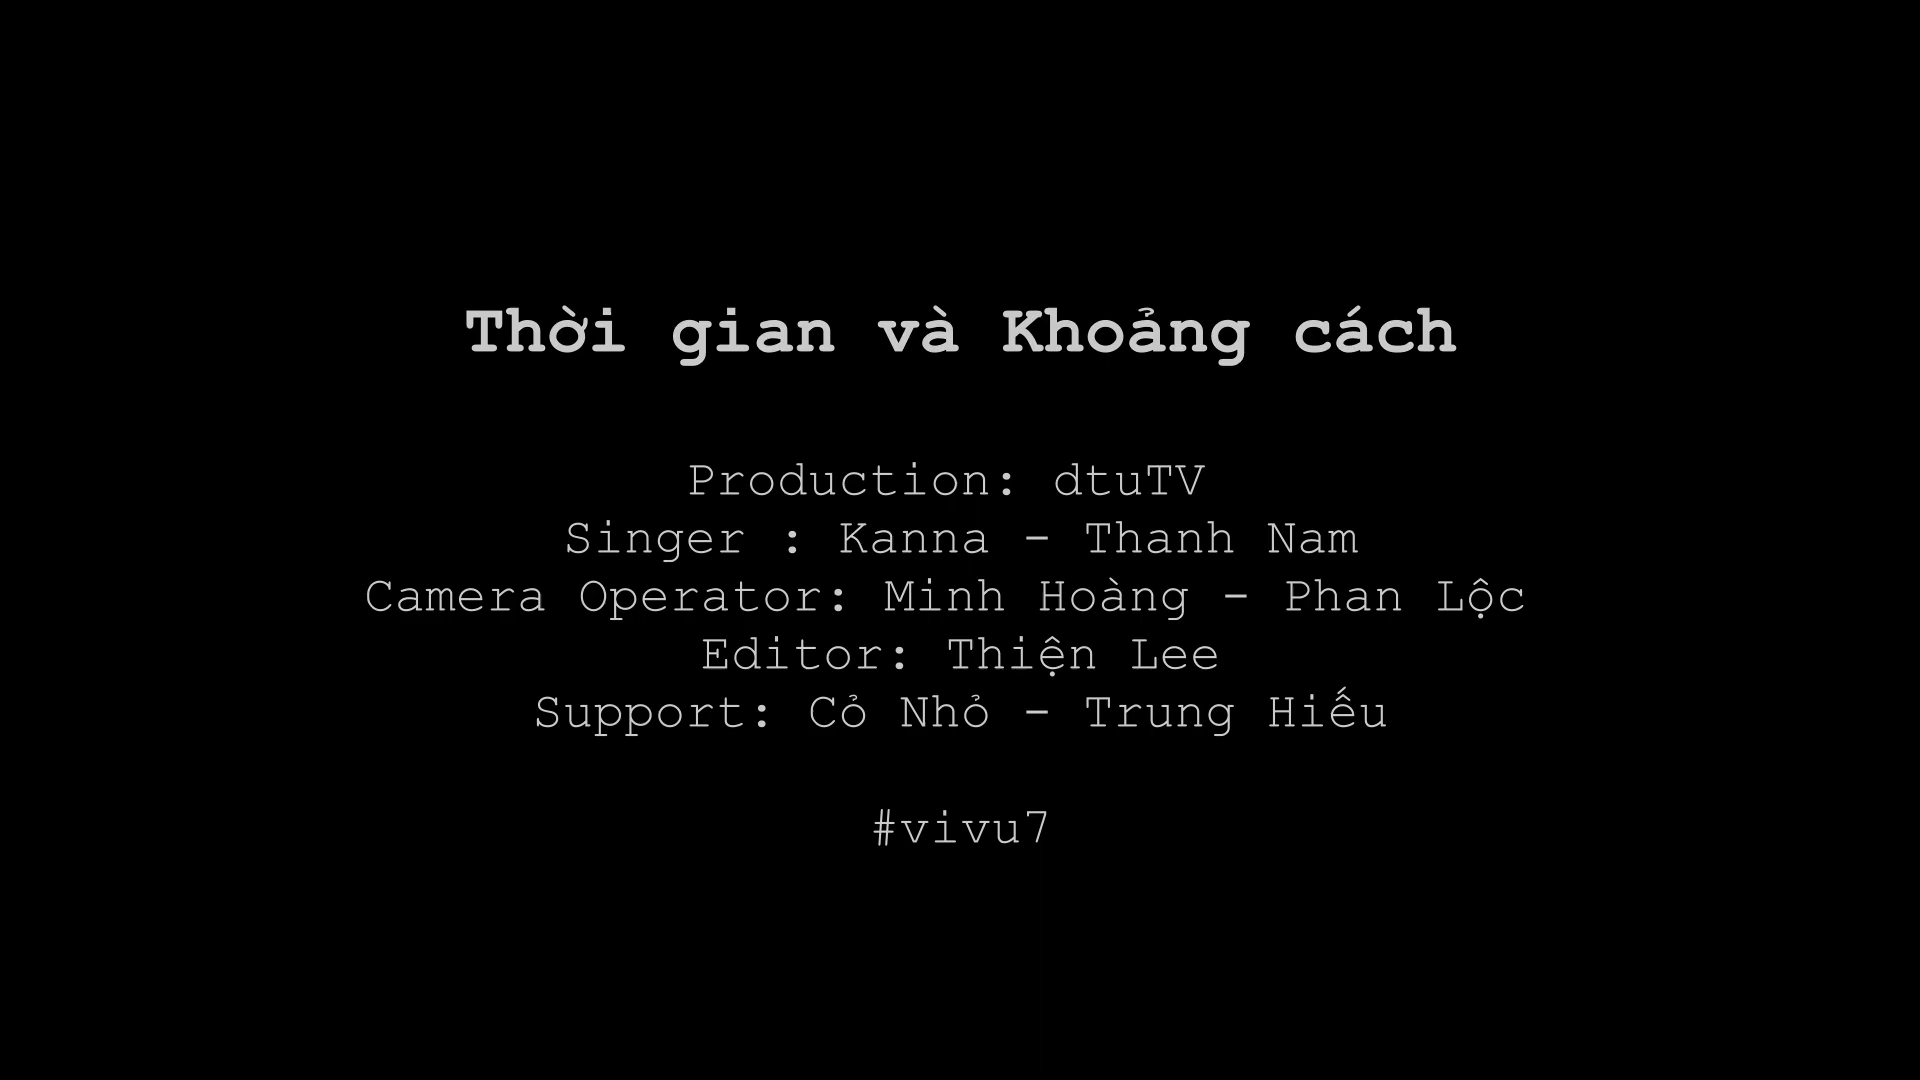 Thời gian và Khoảng cách
Production: dtuTV
Singer : Kanna - Thanh Nam
Camera Operator: Minh Hoàng - Phan Lộc
Editor: Thiện Lee
Support: Cỏ Nhỏ - Trung Hiếu
#vivu7